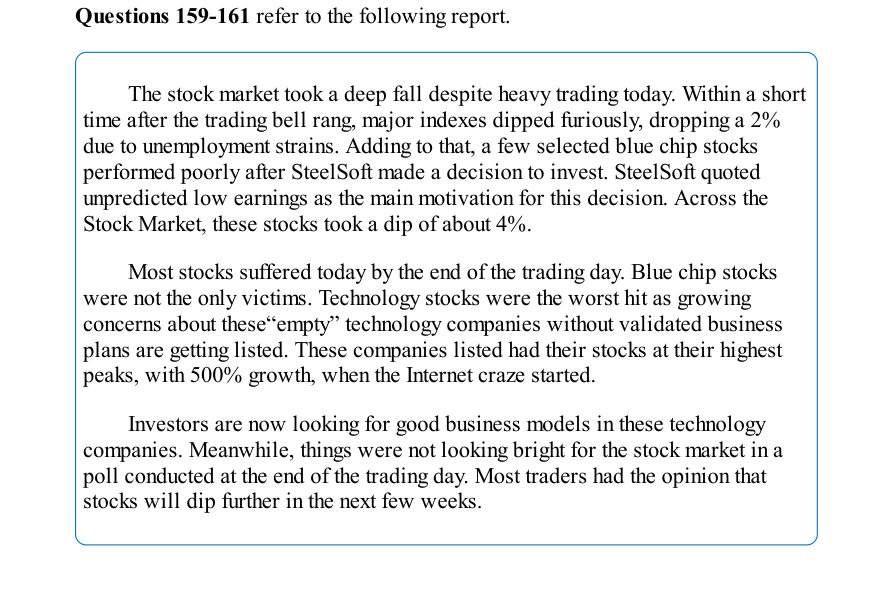 Questions 159-161 refer to the following report.
The stock market took a deep fall despite heavy trading today. Within a short
time after the trading bell rang, major indexes dipped furiously, dropping a 2%
due to unemployment strains. Adding to that, a few selected blue chip stocks
performed poorly after SteelSoft made a decision to invest. SteelSoft quoted
unpredicted low earnings as the main motivation for this decision. Across the
Stock Market, these stocks took a dip of about 4%.
Most stocks suffered today by the end of the trading day. Blue chip stocks
were not the only victims. Technology stocks were the worst hit as growing
concerns about these“empty” technology companies without validated business
plans are getting listed. These companies listed had their stocks at their highest
peaks, with 500% growth, when the Internet craze started.
Investors are now looking for good business models in these technology
companies. Meanwhile, things were not looking bright for the stock market in a
poll conducted at the end of the trading day. Most traders had the opinion that
stocks will dip further in the next few weeks.